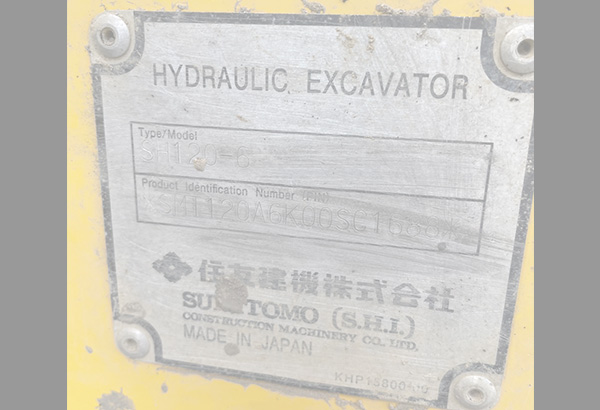 HYDRAULIC EXCAVATOR
Type/Model
SH120-6
Product Identification Number (PIN)
住友建機株式会社
SUMITOMO (S.H.I.)
CONSTRUCTION MACHINERY CO., LTD.
MADE IN JAPAN